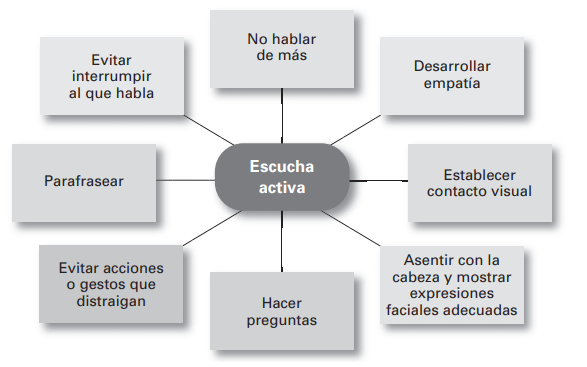 No hablar
de más
Evitar
interrumpir
al que habla
Desarrollar
empatía
Escucha
activa
Parafrasear
Establecer
contacto visual
Evitar acciones
o gestos que
distraigan
Hacer
preguntas
Asentir con la
cabeza y mostrar
expresiones
faciales adecuadas